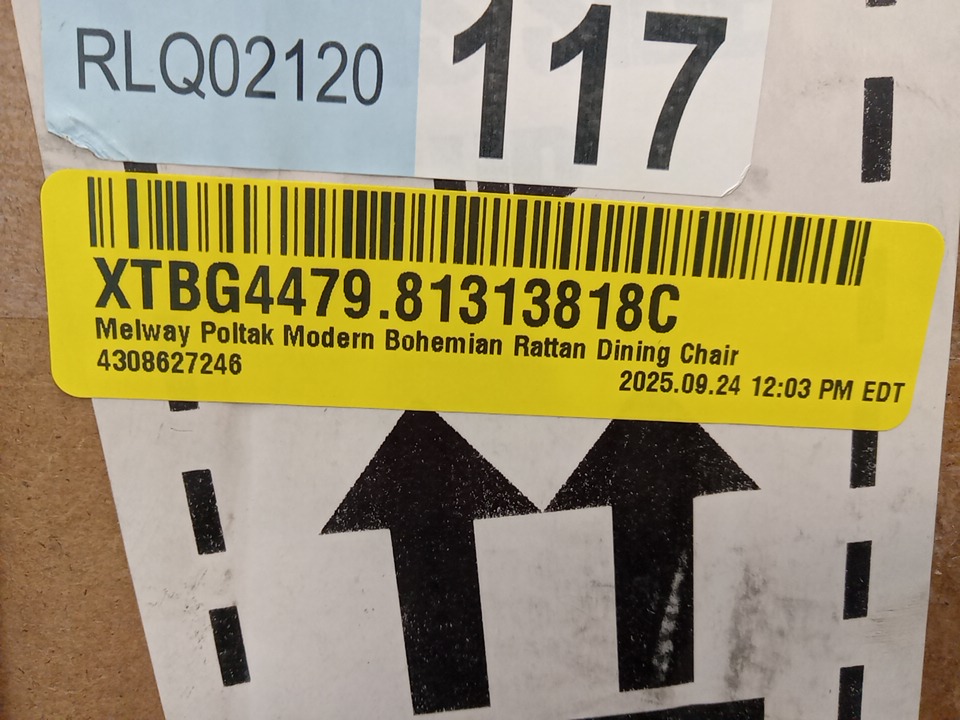 RLQ02120
117
XTBG4479.81313818C
Melway Poltak Modern Bohemian Rattan Dining Chair
4308627246
2025.09.24 12:03 PM EDT